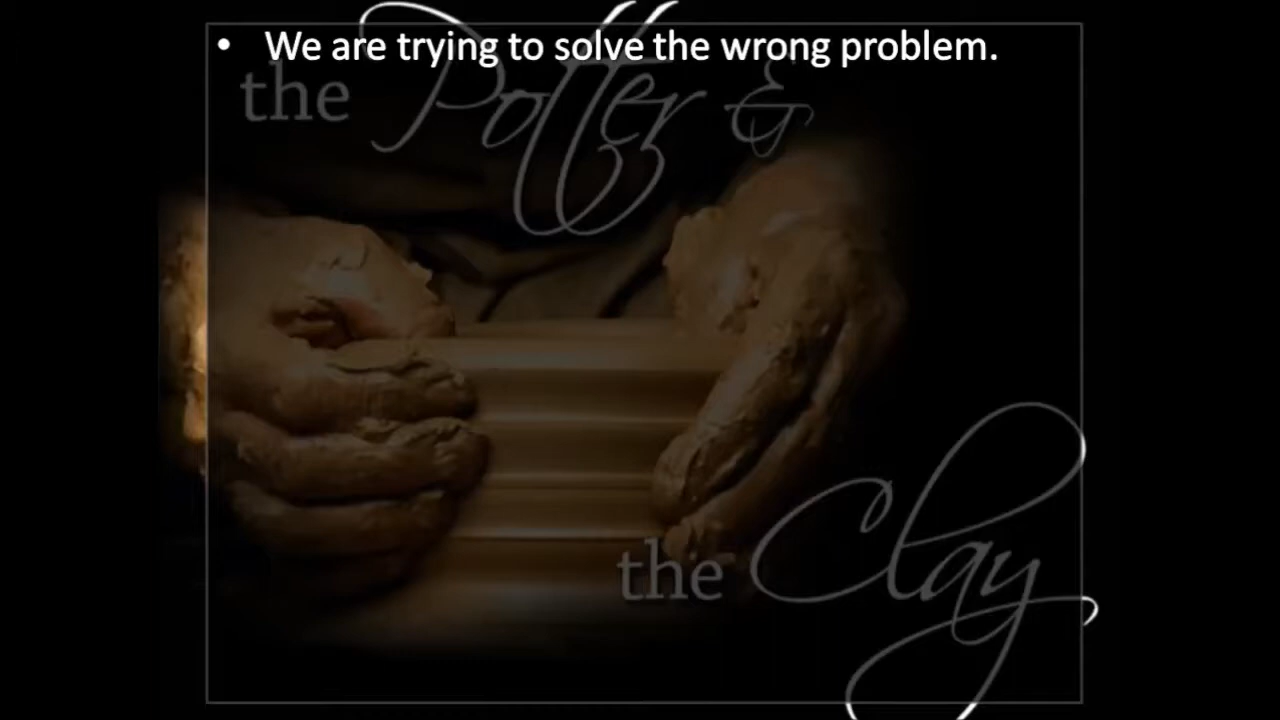 • We are trying to solve the wrong problem.
the Potter &
the Clay